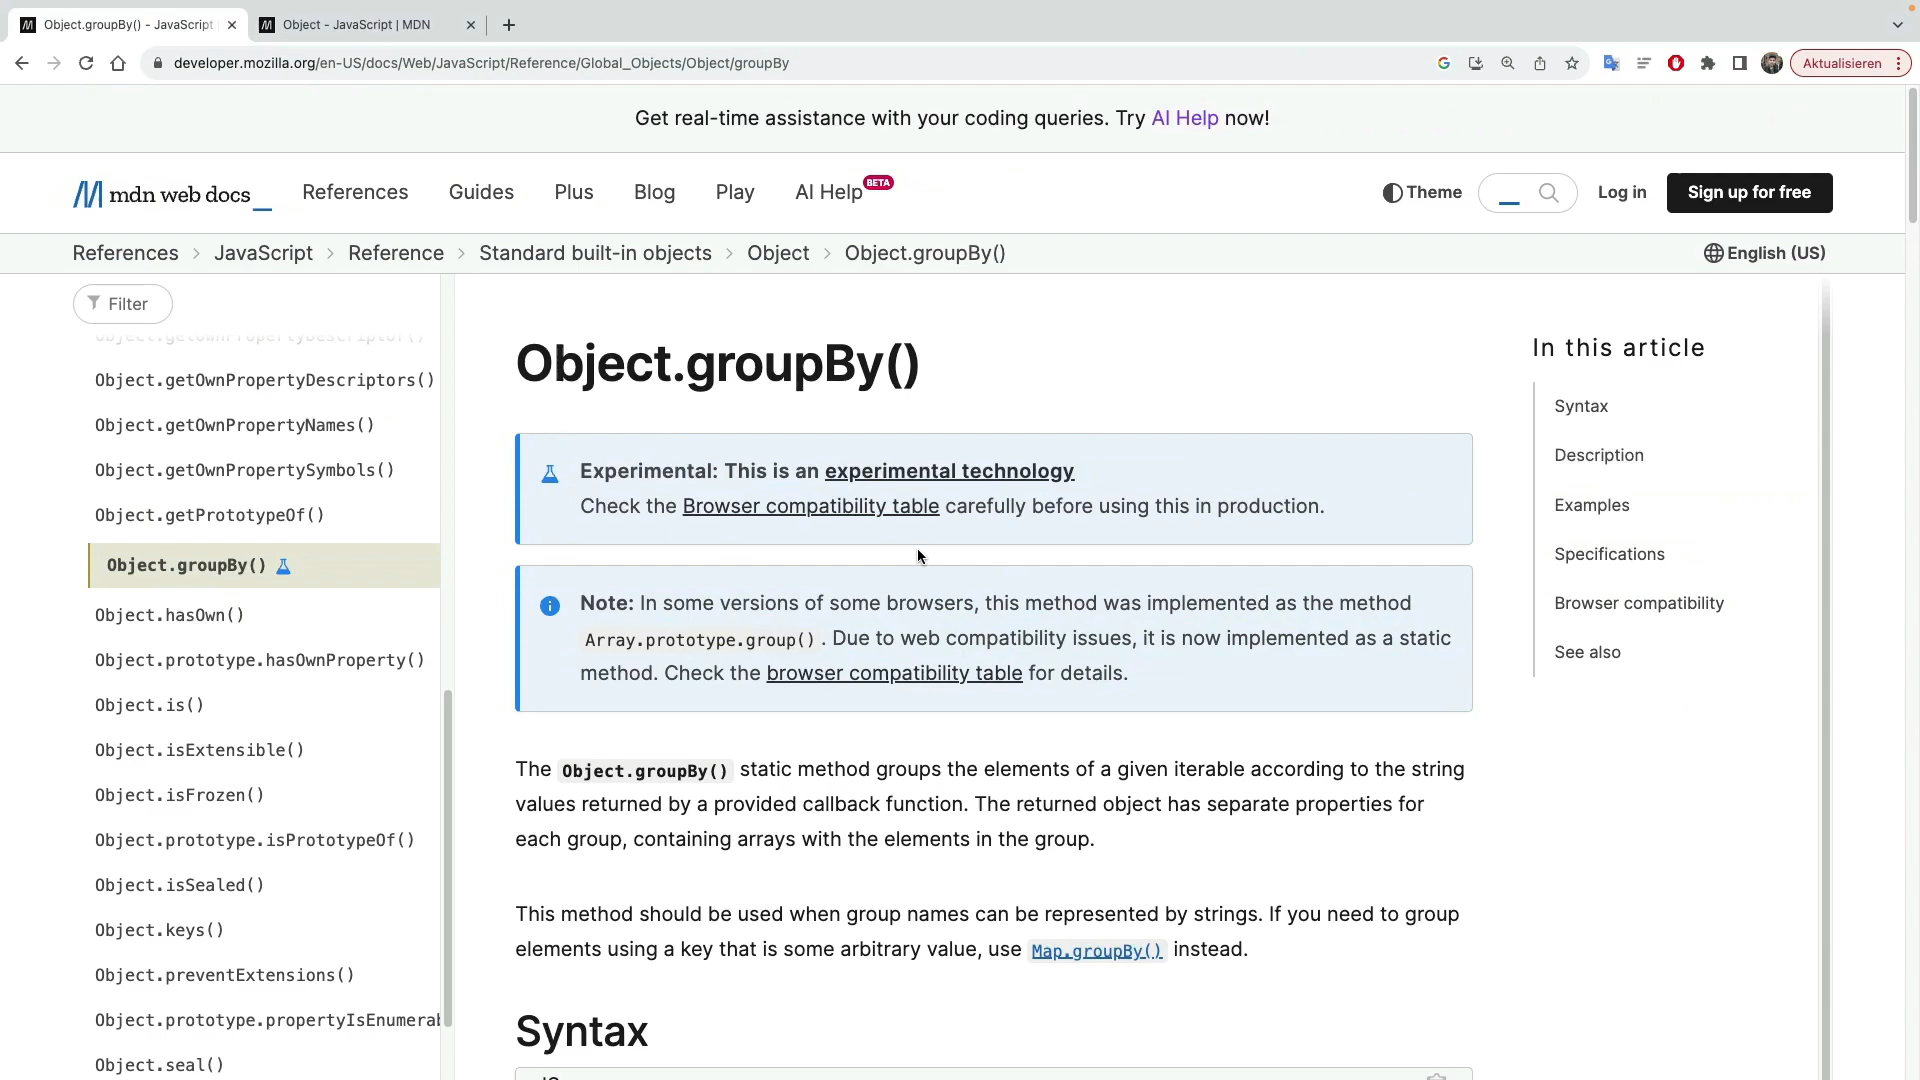 Object.groupBy() - JavaScript
Object - JavaScript | MDN
developer.mozilla.org/en-US/docs/Web/JavaScript/Reference/Global_Objects/Object/groupBy
Aktualisieren
Get real-time assistance with your coding queries. Try AI Help now!
mdn web docs_
References
Guides
Plus
Blog
Play
AI Help BETA
Theme
Log in
Sign up for free
References > JavaScript > Reference > Standard built-in objects > Object > Object.groupBy()
English (US)
Filter
Object.getOwnPropertyDescriptor()
Object.getOwnPropertyDescriptors()
Object.getOwnPropertyNames()
Object.getOwnPropertySymbols()
Object.getPrototypeOf()
Object.groupBy()
Object.hasOwn()
Object.prototype.hasOwnProperty()
Object.is()
Object.isExtensible()
Object.isFrozen()
Object.prototype.isPrototypeOf()
Object.isSealed()
Object.keys()
Object.preventExtensions()
Object.prototype.propertyIsEnumerab
Object.seal()
Object.groupBy()
Experimental: This is an experimental technology
Check the Browser compatibility table carefully before using this in production.
Note: In some versions of some browsers, this method was implemented as the method
Array.prototype.group() . Due to web compatibility issues, it is now implemented as a static
method. Check the browser compatibility table for details.
The Object.groupBy() static method groups the elements of a given iterable according to the string
values returned by a provided callback function. The returned object has separate properties for
each group, containing arrays with the elements in the group.
This method should be used when group names can be represented by strings. If you need to group
elements using a key that is some arbitrary value, use Map.groupBy() instead.
Syntax
In this article
Syntax
Description
Examples
Specifications
Browser compatibility
See also